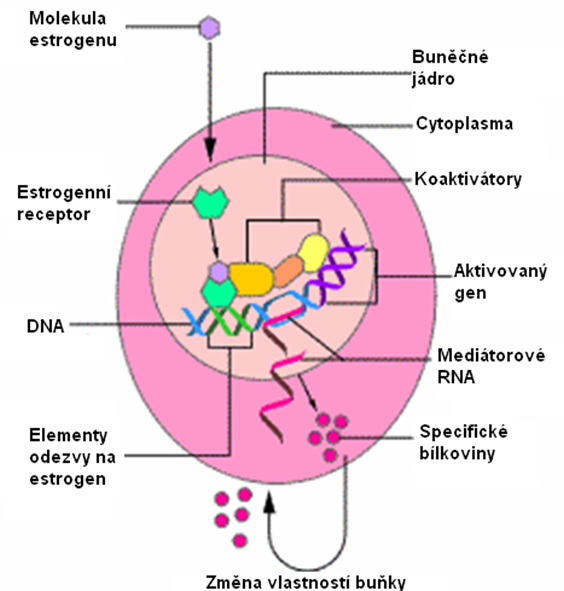 Molekula
estrogenu
Buněčné
jádro
Cytoplasma
Estrogenní
receptor
Koaktivátory
Aktivovaný
gen
DNA
Mediátorové
RNA
Elementy
odezvy na
estrogen
Specifické
bílkoviny
Změna vlastností buňky